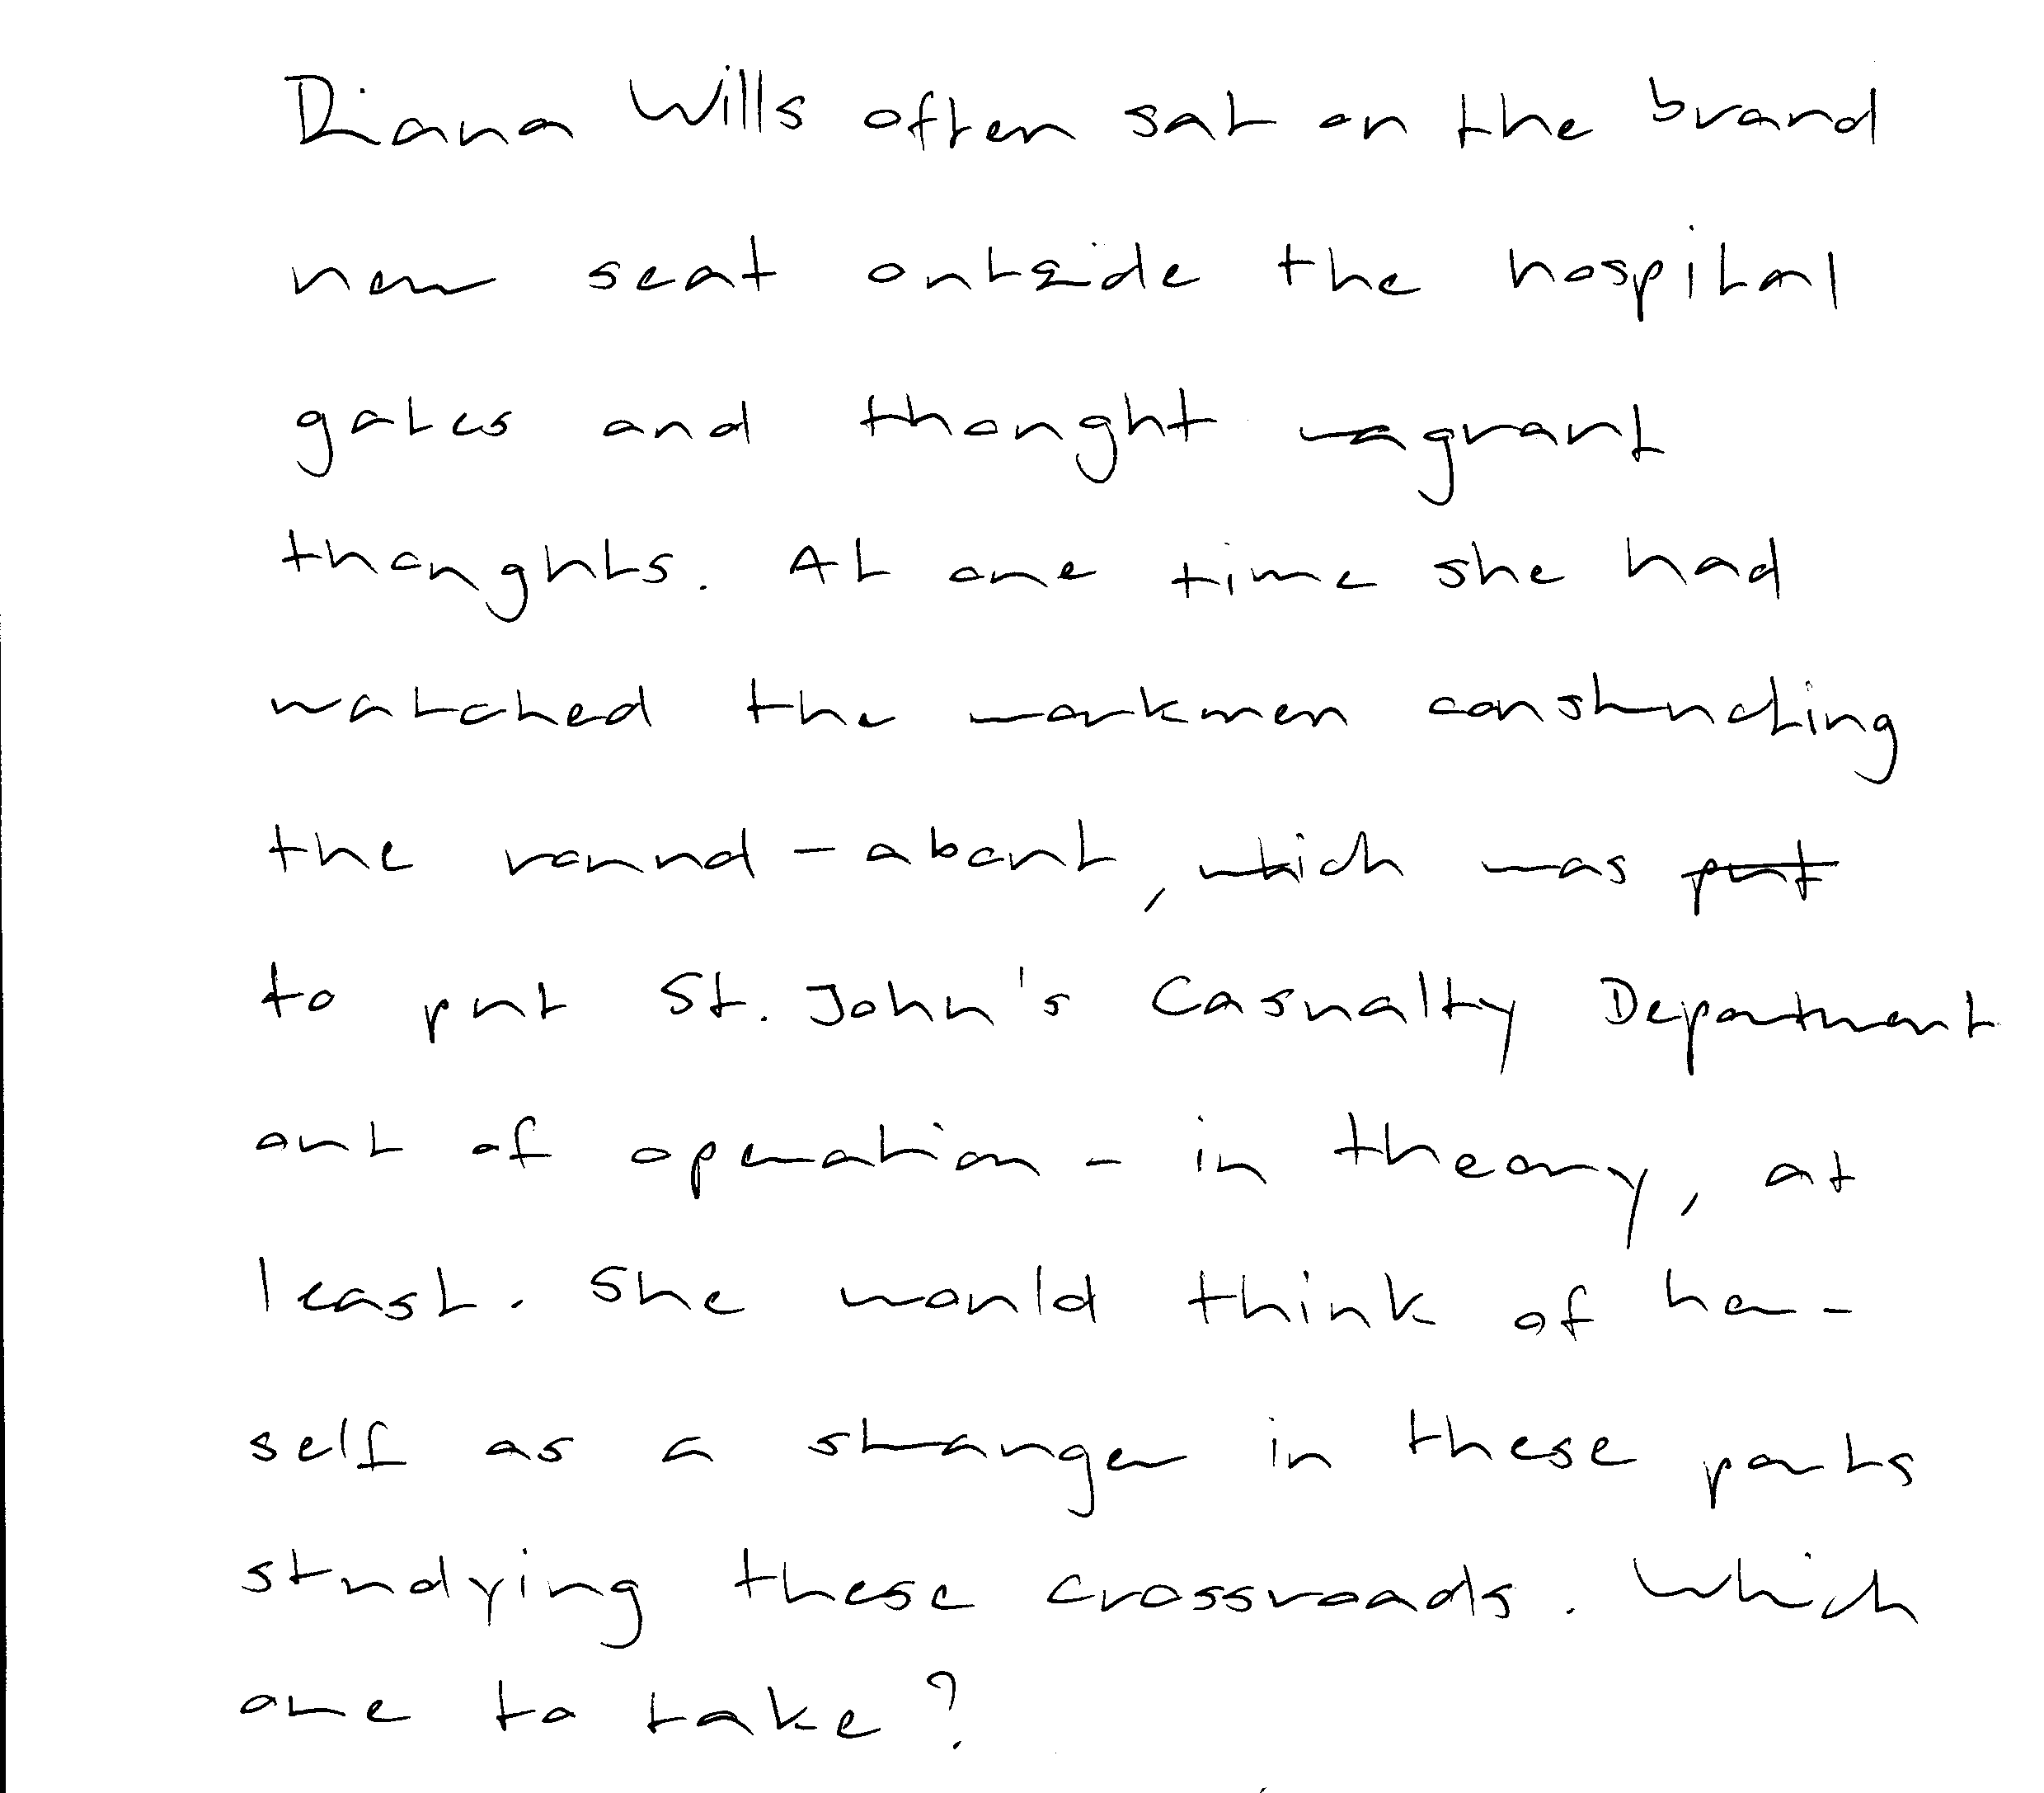 Diana Wills often sat on the brand
new seat outside the hospital
gates and thought vagrant
thoughts. At one time she had
watched the workmen constructing
the round-about, which was put
to put St. John's Casualty Department
out of operation - in theory, at
least. She would think of her-
self as a stranger in these parts
studying these crossroads. Which
one to take?